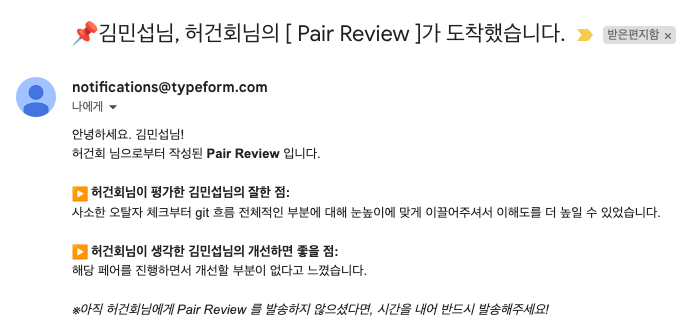 📌김민섭님, 허건회님의 [ Pair Review ]가 도착했습니다. 받은편지함 ×
notifications@typeform.com
나에게
안녕하세요. 김민섭님!
허건회 님으로부터 작성된 Pair Review 입니다.
▶️ 허건회님이 평가한 김민섭님의 잘한 점:
사소한 오탈자 체크부터 git 흐름 전체적인 부분에 대해 눈높이에 맞게 이끌어주셔서 이해도를 더 높일 수 있었습니다.
▶️ 허건회님이 생각한 김민섭님의 개선하면 좋을 점:
해당 페어를 진행하면서 개선할 부분이 없다고 느꼈습니다.
※아직 허건회님에게 Pair Review 를 발송하지 않으셨다면, 시간을 내어 반드시 발송해주세요!